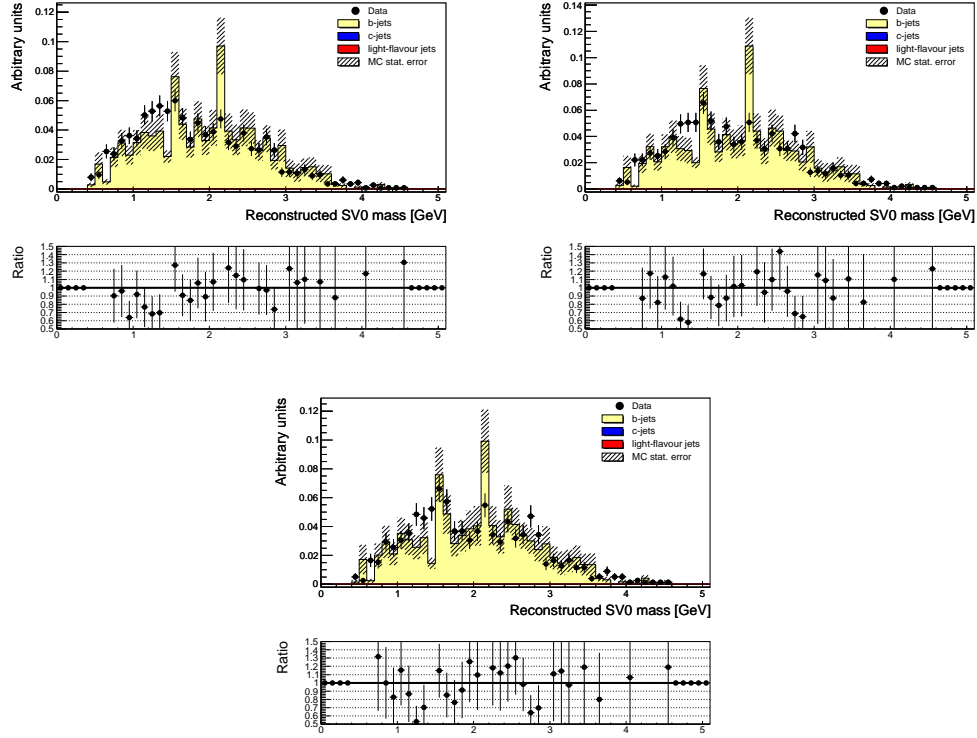 Arbitrary units
0.12
0.1
0.08
0.06
0.04
0.02
0
Data
b-jets
c-jets
light-flavour jets
MC stat. error
0 1 2 3 4 5
Reconstructed SV0 mass [GeV]
Ratio
1.5
1.4
1.3
1.2
1.1
1
0.9
0.8
0.7
0.6
0.5
0 1 2 3 4 5
Arbitrary units
0.14
0.12
0.1
0.08
0.06
0.04
0.02
0
Data
b-jets
c-jets
light-flavour jets
MC stat. error
0 1 2 3 4 5
Reconstructed SV0 mass [GeV]
Ratio
1.5
1.4
1.3
1.2
1.1
1
0.9
0.8
0.7
0.6
0.5
0 1 2 3 4 5
Arbitrary units
0.12
0.1
0.08
0.06
0.04
0.02
0
Data
b-jets
c-jets
light-flavour jets
MC stat. error
0 1 2 3 4 5
Reconstructed SV0 mass [GeV]
Ratio
1.5
1.4
1.3
1.2
1.1
1
0.9
0.8
0.7
0.6
0.5
0 1 2 3 4 5